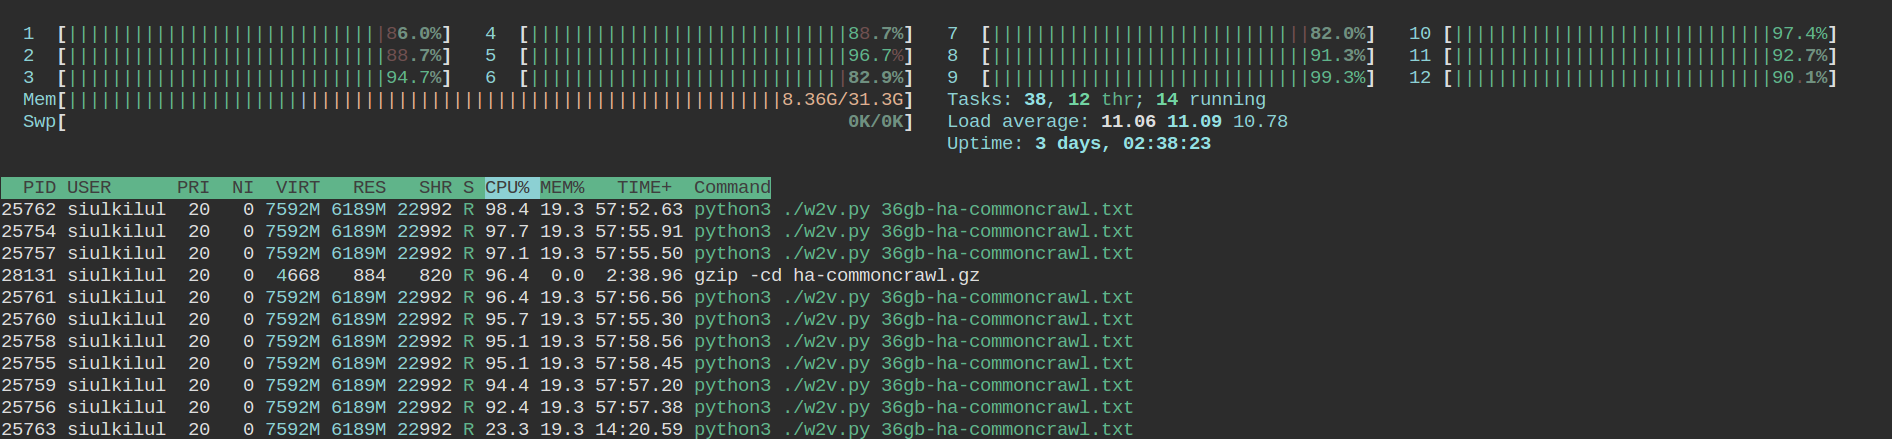 1 [||||||||||||||||||||||||||||86.0%] 4 [||||||||||||||||||||||||||||88.7%] 7 [||||||||||||||||||||||||||||82.0%] 10 [||||||||||||||||||||||||||||97.4%]
2 [||||||||||||||||||||||||||||88.7%] 5 [||||||||||||||||||||||||||||96.7%] 8 [||||||||||||||||||||||||||||91.3%] 11 [||||||||||||||||||||||||||||92.7%]
3 [||||||||||||||||||||||||||||94.7%] 6 [||||||||||||||||||||||||||||82.9%] 9 [||||||||||||||||||||||||||||99.3%] 12 [||||||||||||||||||||||||||||90.1%]
Mem[|||||||||||||||||||||||||||||||||||||||||||||||||||||||||||||||||8.36G/31.3G] Tasks: 38, 12 thr; 14 running
Swp[ 0K/0K] Load average: 11.06 11.09 10.78
Uptime: 3 days, 02:38:23
PID USER PRI NI VIRT RES SHR S CPU% MEM% TIME+ Command
25762 siulkilul 20 0 7592M 6189M 22992 R 98.4 19.3 57:52.63 python3 ./w2v.py 36gb-ha-commoncrawl.txt
25754 siulkilul 20 0 7592M 6189M 22992 R 97.7 19.3 57:55.91 python3 ./w2v.py 36gb-ha-commoncrawl.txt
25757 siulkilul 20 0 7592M 6189M 22992 R 97.1 19.3 57:55.50 python3 ./w2v.py 36gb-ha-commoncrawl.txt
28131 siulkilul 20 0 4668 884 820 R 96.4 0.0 2:38.96 gzip -cd ha-commoncrawl.gz
25761 siulkilul 20 0 7592M 6189M 22992 R 96.4 19.3 57:56.56 python3 ./w2v.py 36gb-ha-commoncrawl.txt
25760 siulkilul 20 0 7592M 6189M 22992 R 95.7 19.3 57:55.30 python3 ./w2v.py 36gb-ha-commoncrawl.txt
25758 siulkilul 20 0 7592M 6189M 22992 R 95.1 19.3 57:58.56 python3 ./w2v.py 36gb-ha-commoncrawl.txt
25755 siulkilul 20 0 7592M 6189M 22992 R 95.1 19.3 57:58.45 python3 ./w2v.py 36gb-ha-commoncrawl.txt
25759 siulkilul 20 0 7592M 6189M 22992 R 94.4 19.3 57:57.20 python3 ./w2v.py 36gb-ha-commoncrawl.txt
25756 siulkilul 20 0 7592M 6189M 22992 R 92.4 19.3 57:57.38 python3 ./w2v.py 36gb-ha-commoncrawl.txt
25763 siulkilul 20 0 7592M 6189M 22992 R 23.3 19.3 14:20.59 python3 ./w2v.py 36gb-ha-commoncrawl.txt